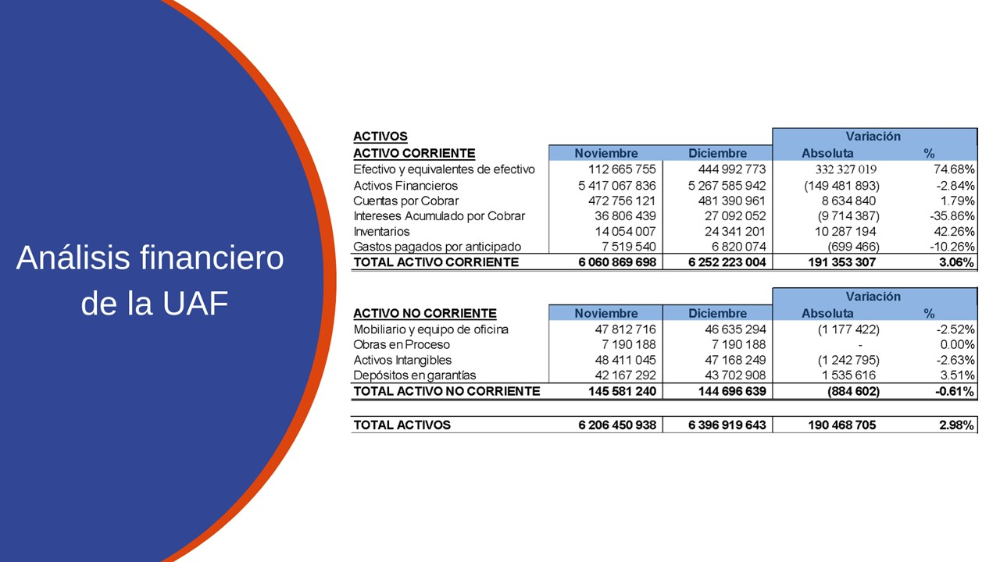 Análisis financiero
de la UAF
ACTIVOS Variación
ACTIVO CORRIENTE Noviembre Diciembre Absoluta %
Efectivo y equivalentes de efectivo 112 665 755 444 992 773 332 327 019 74.68%
Activos Financieros 5 417 067 836 5 267 585 942 (149 481 893) -2.84%
Cuentas por Cobrar 472 756 121 481 390 961 8 634 840 1.79%
Intereses Acumulado por Cobrar 36 806 439 27 092 052 (9 714 387) -35.86%
Inventarios 14 054 007 24 341 201 10 287 194 42.26%
Gastos pagados por anticipado 7 519 540 6 820 074 (699 466) -10.26%
TOTAL ACTIVO CORRIENTE 6 060 869 698 6 252 223 004 191 353 307 3.06%
Variación
ACTIVO NO CORRIENTE Noviembre Diciembre Absoluta %
Mobiliario y equipo de oficina 47 812 716 46 635 294 (1 177 422) -2.52%
Obras en Proceso 7 190 188 7 190 188 - 0.00%
Activos Intangibles 48 411 045 47 168 249 (1 242 795) -2.63%
Depósitos en garantías 42 167 292 43 702 908 1 535 616 3.51%
TOTAL ACTIVO NO CORRIENTE 145 581 240 144 696 639 (884 602) -0.61%
TOTAL ACTIVOS 6 206 450 938 6 396 919 643 190 468 705 2.98%